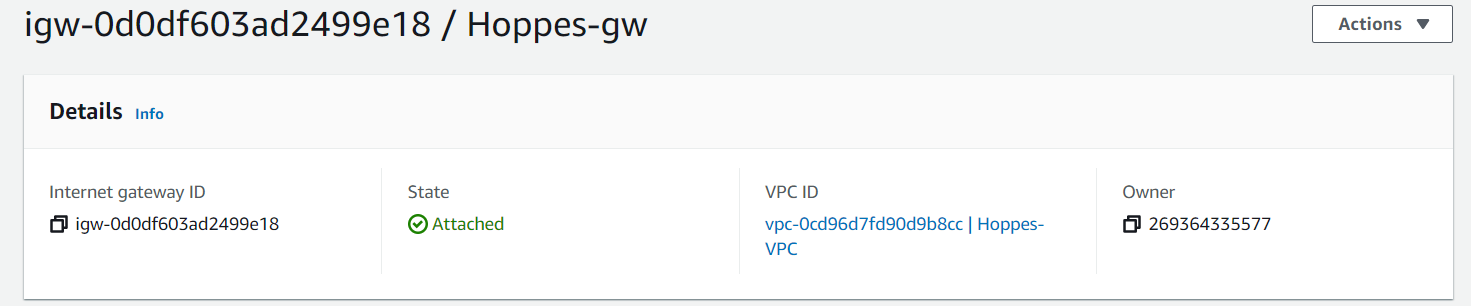 igw-0d0df603ad2499e18 / Hoppes-gw
Actions
Details Info
Internet gateway ID
igw-0d0df603ad2499e18
State
Attached
VPC ID
vpc-0cd96d7fd90d9b8cc | Hoppes-
VPC
Owner
269364335577